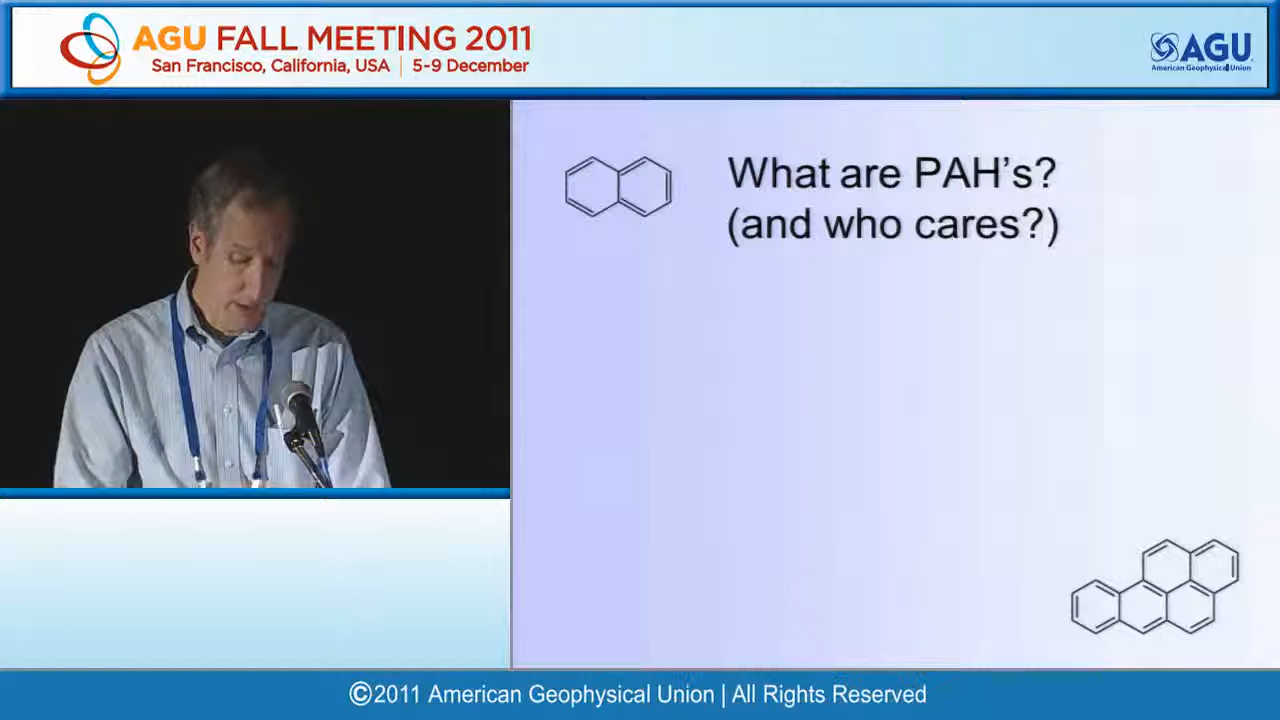 AGU FALL MEETING 2011
San Francisco, California, USA | 5-9 December
AGU
American Geophysical Union
What are PAH's?
(and who cares?)
©2011 American Geophysical Union | All Rights Reserved